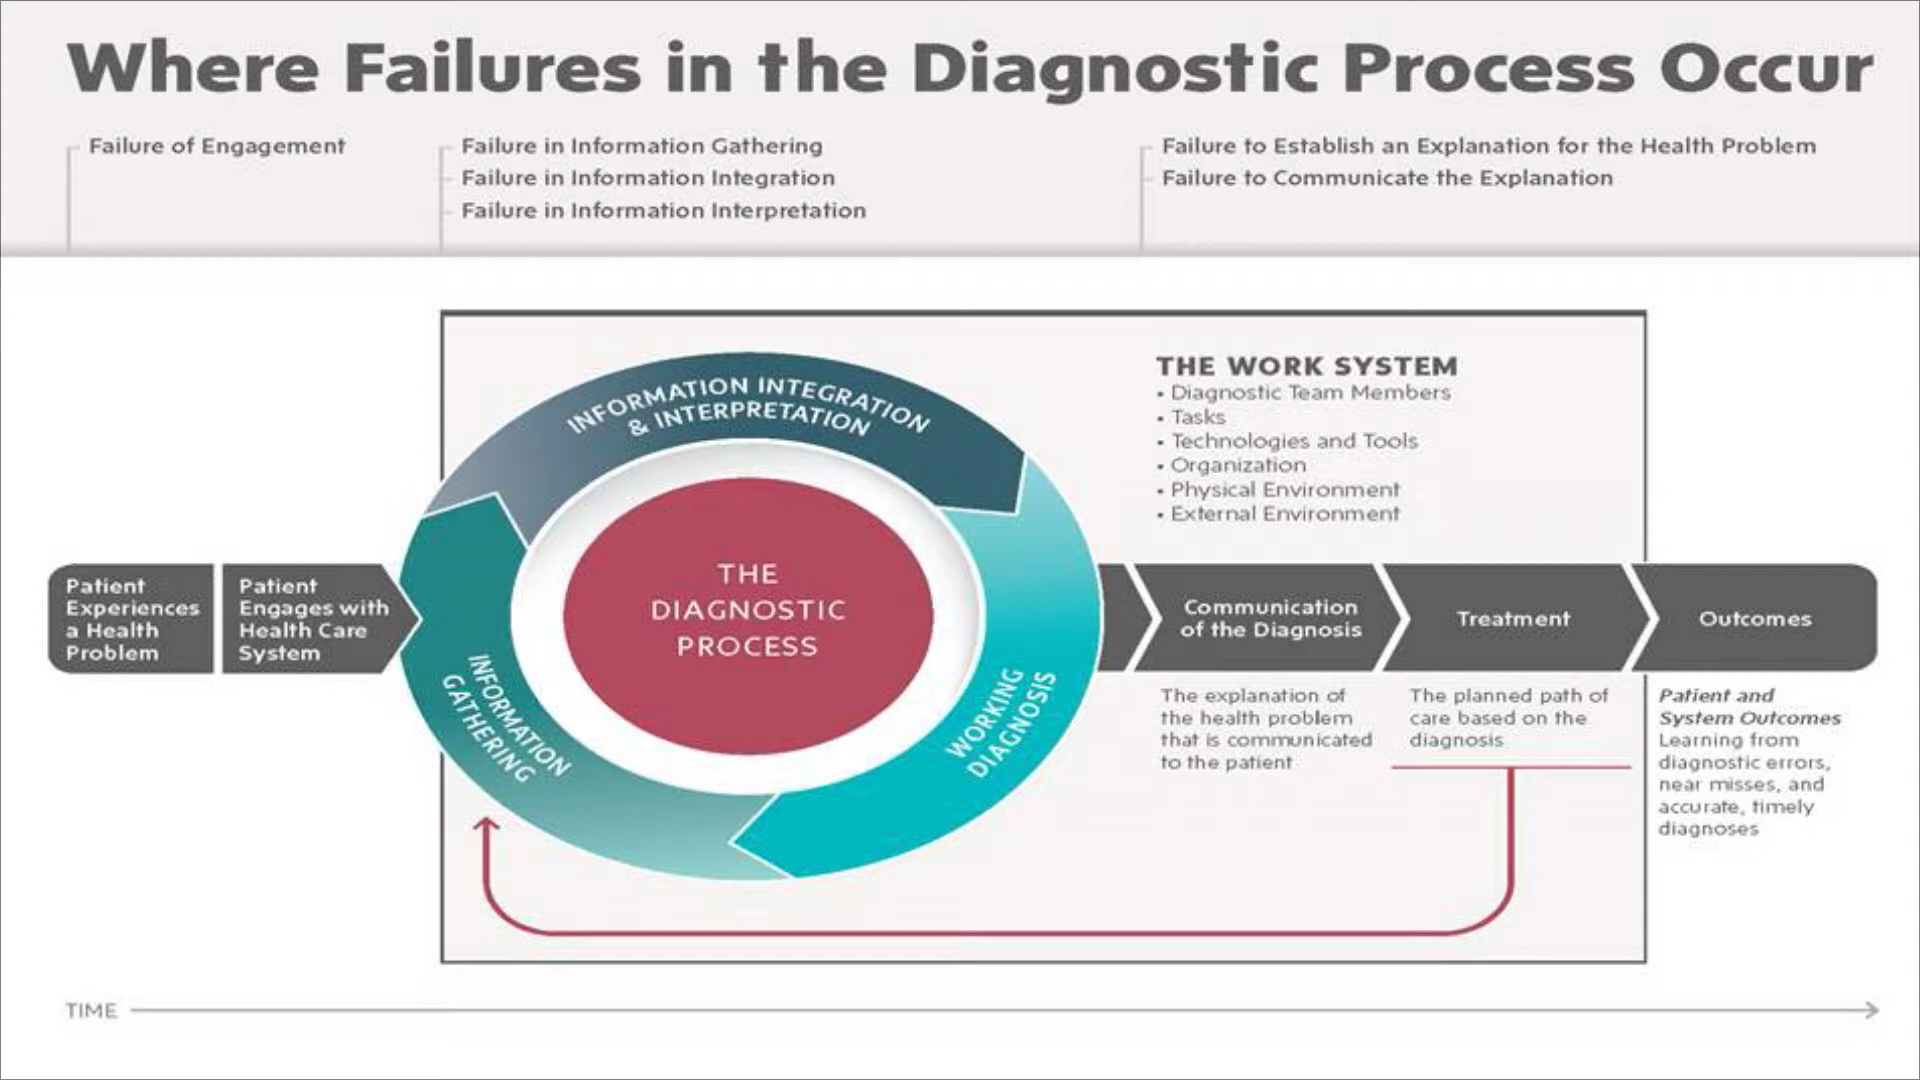 Where Failures in the Diagnostic Process Occur
Failure of Engagement
Failure in Information Gathering
Failure in Information Integration
Failure in Information Interpretation
Failure to Establish an Explanation for the Health Problem
Failure to Communicate the Explanation
THE WORK SYSTEM
• Diagnostic Team Members
• Tasks
• Technologies and Tools
• Organization
• Physical Environment
• External Environment
INFORMATION INTEGRATION
& INTERPRETATION
THE
DIAGNOSTIC
PROCESS
INFORMATION
GATHERING
WORKING
DIAGNOSIS
Patient
Experiences
a Health
Problem
Patient
Engages with
Health Care
System
Communication
of the Diagnosis
Treatment
Outcomes
The explanation of
the health problem
that is communicated
to the patient
The planned path of
care based on the
diagnosis
Patient and
System Outcomes
Learning from
diagnostic errors,
near misses, and
accurate, timely
diagnoses
TIME